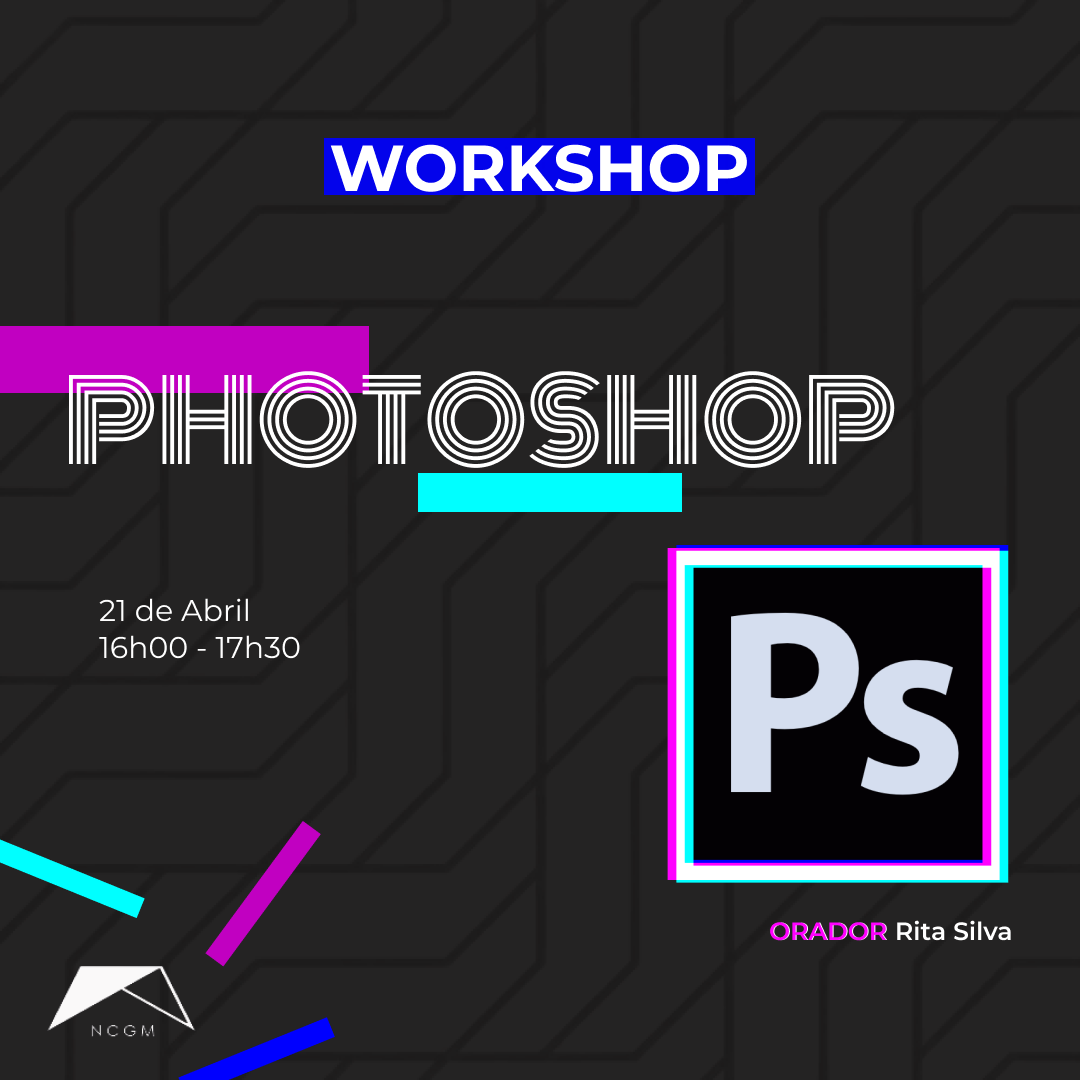 WORKSHOP
PHOTOSHOP
21 de Abril
16h00 - 17h30
Ps
ORADOR Rita Silva
NCGM